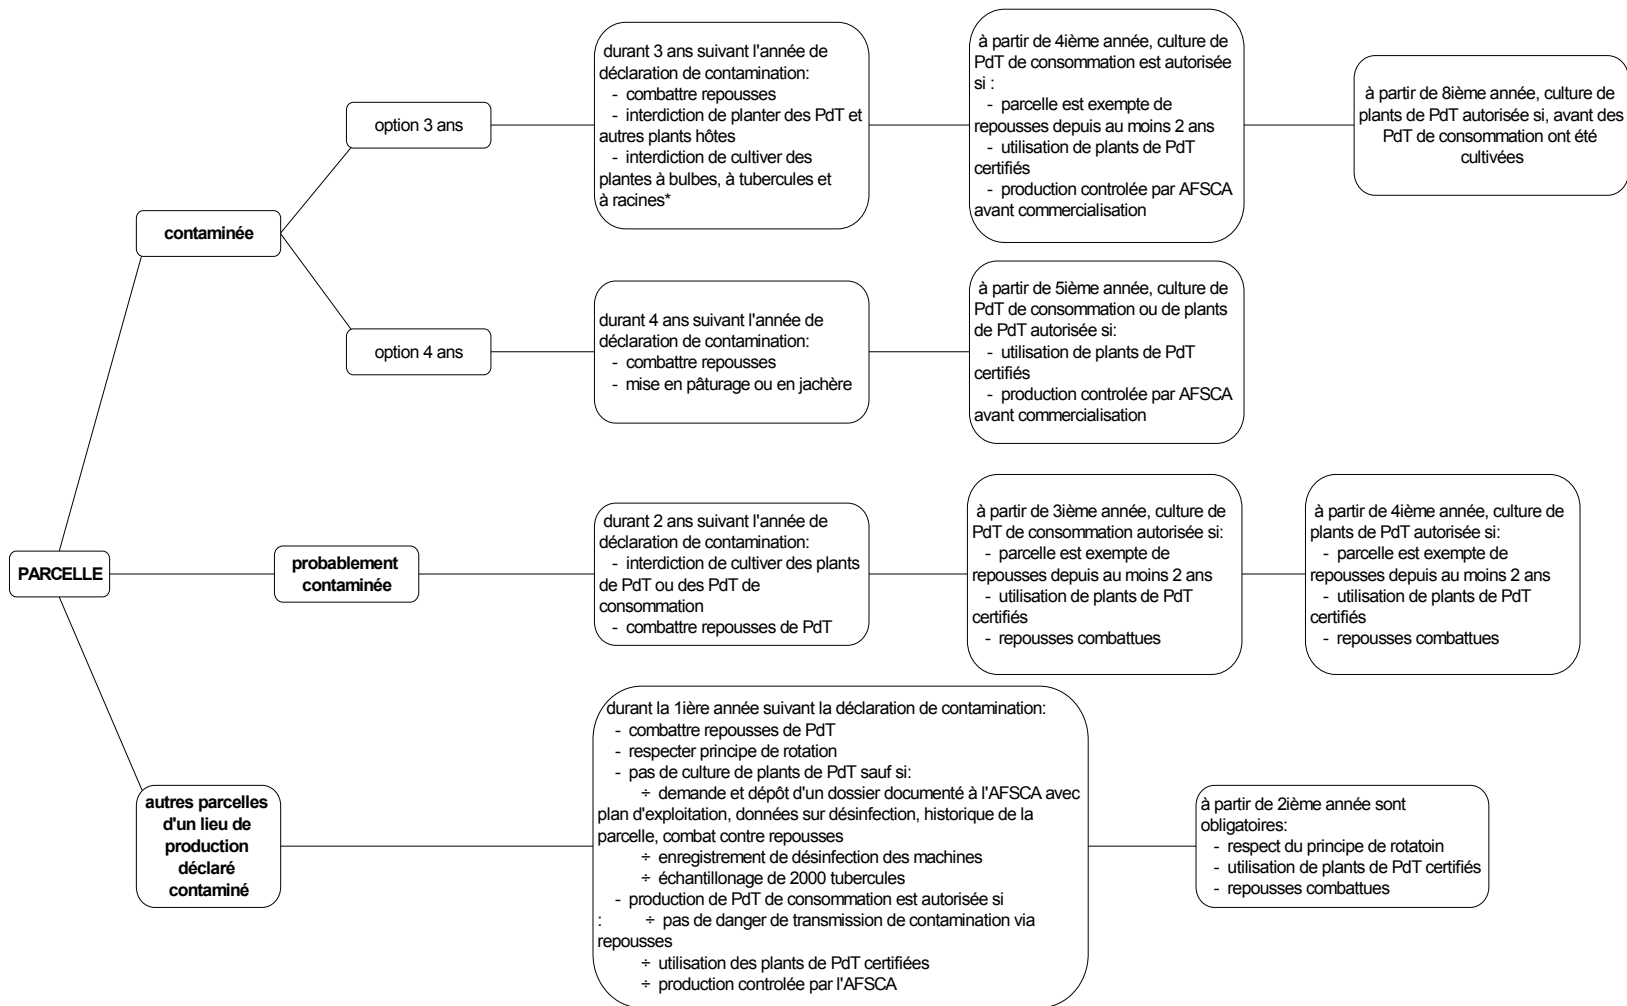 PARCELLE
contaminée
option 3 ans
durant 3 ans suivant l'année de
déclaration de contamination:
- combattre repousses
- interdiction de planter des PdT et
autres plants hôtes
- interdiction de cultiver des
plantes à bulbes, à tubercules et
à racines*
à partir de 4ième année, culture de
PdT de consommation est autorisée
si :
- parcelle est exempte de
repousses depuis au moins 2 ans
- utilisation de plants de PdT
certifiés
- production controlée par AFSCA
avant commercialisation
à partir de 8ième année, culture de
plants de PdT autorisée si, avant des
PdT de consommation ont été
cultivées
option 4 ans
durant 4 ans suivant l'année de
déclaration de contamination:
- combattre repousses
- mise en pâturage ou en jachère
à partir de 5ième année, culture de
PdT de consommation ou de plants
de PdT autorisée si:
- utilisation de plants de PdT
certifiés
- production controlée par AFSCA
avant commercialisation
probablement
contaminée
durant 2 ans suivant l'année de
déclaration de contamination:
- interdiction de cultiver des plants
de PdT ou des PdT de
consommation
- combattre repousses de PdT
à partir de 3ième année, culture de
PdT de consommation autorisée si:
- parcelle est exempte de
repousses depuis au moins 2 ans
- utilisation de plants de PdT
certifiés
- repousses combattues
à partir de 4ième année, culture de
plants de PdT autorisée si:
- parcelle est exempte de
repousses depuis au moins 2 ans
- utilisation de plants de PdT
certifiés
- repousses combattues
autres parcelles
d'un lieu de
production
déclaré
contaminé
durant la 1ière année suivant la déclaration de contamination:
- combattre repousses de PdT
- respecter principe de rotation
- pas de culture de plants de PdT sauf si:
÷ demande et dépôt d'un dossier documenté à l'AFSCA avec
plan d'exploitation, données sur désinfection, historique de la
parcelle, combat contre repousses
÷ enregistrement de désinfection des machines
÷ échantillonage de 2000 tubercules
- production de PdT de consommation est autorisée si
: ÷ pas de danger de transmission de contamination via
repousses
÷ utilisation des plants de PdT certifiées
÷ production controlée par l'AFSCA
à partir de 2ième année sont
obligatoires:
- respect du principe de rotatoin
- utilisation de plants de PdT certifiés
- repousses combattues